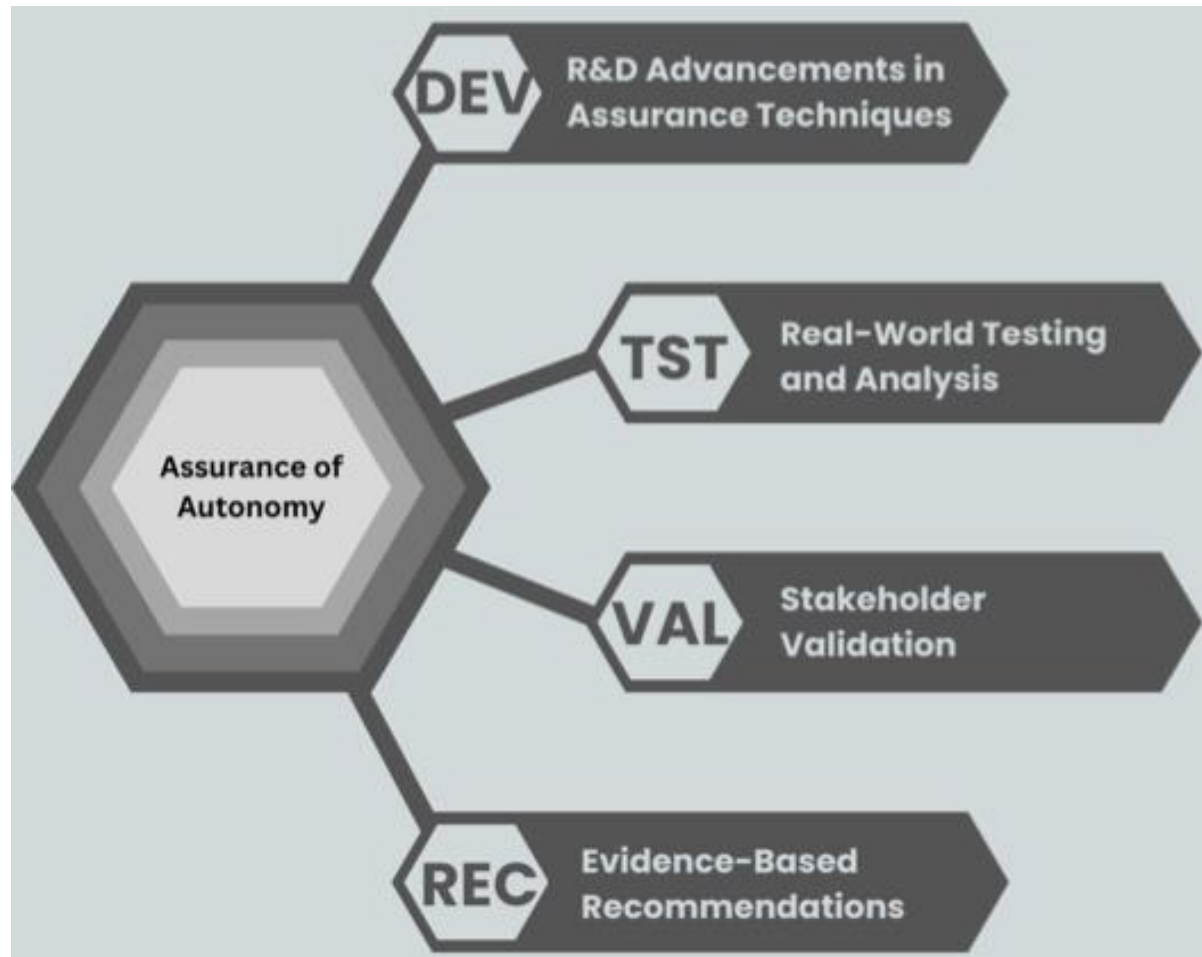 DEV
R&D Advancements in
Assurance Techniques
TST
Real-World Testing
and Analysis
Assurance of
Autonomy
VAL
Stakeholder
Validation
REC
Evidence-Based
Recommendations